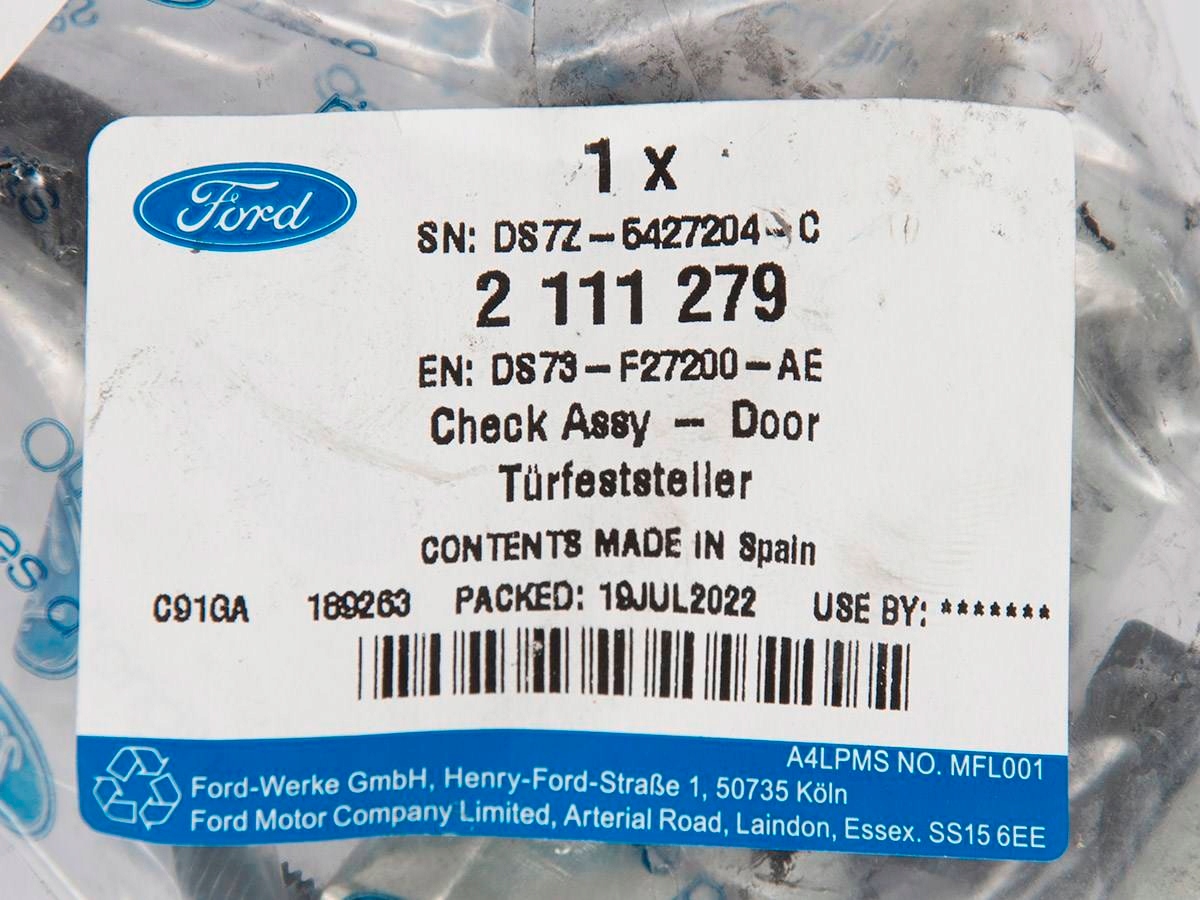 Ford
1 x
SN: DS7Z-5427204-C
2 111 279
EN: DS73-F27200-AE
Check Assy - Door
Türfeststeller
CONTENTS MADE IN Spain
C91GA 189263 PACKED: 19JUL2022 USE BY: *******
A4LPMS NO. MFL001
Ford-Werke GmbH, Henry-Ford-Straße 1, 50735 Köln
Ford Motor Company Limited, Arterial Road, Laindon, Essex. SS15 6EE